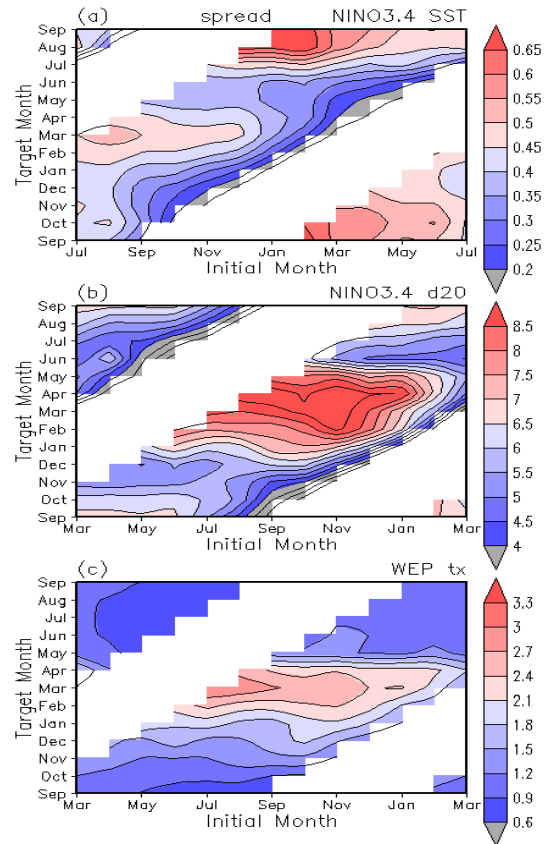 (a) spread NINO3.4 SST
Sep
Aug
Jul
Jun
May
Apr
Mar
Feb
Jan
Dec
Nov
Oct
Sep
Target Month
Jul Sep Nov Jan Mar May Jul
Initial Month
0.65
0.6
0.55
0.5
0.45
0.4
0.35
0.3
0.25
0.2
(b) NINO3.4 d20
Sep
Aug
Jul
Jun
May
Apr
Mar
Feb
Jan
Dec
Nov
Oct
Sep
Target Month
Mar May Jul Sep Nov Jan Mar
Initial Month
8.5
8
7.5
7
6.5
6
5.5
5
4.5
4
(c) WEP tx
Sep
Aug
Jul
Jun
May
Apr
Mar
Feb
Jan
Dec
Nov
Oct
Sep
Target Month
Mar May Jul Sep Nov Jan Mar
Initial Month
3.3
3
2.7
2.4
2.1
1.8
1.5
1.2
0.9
0.6